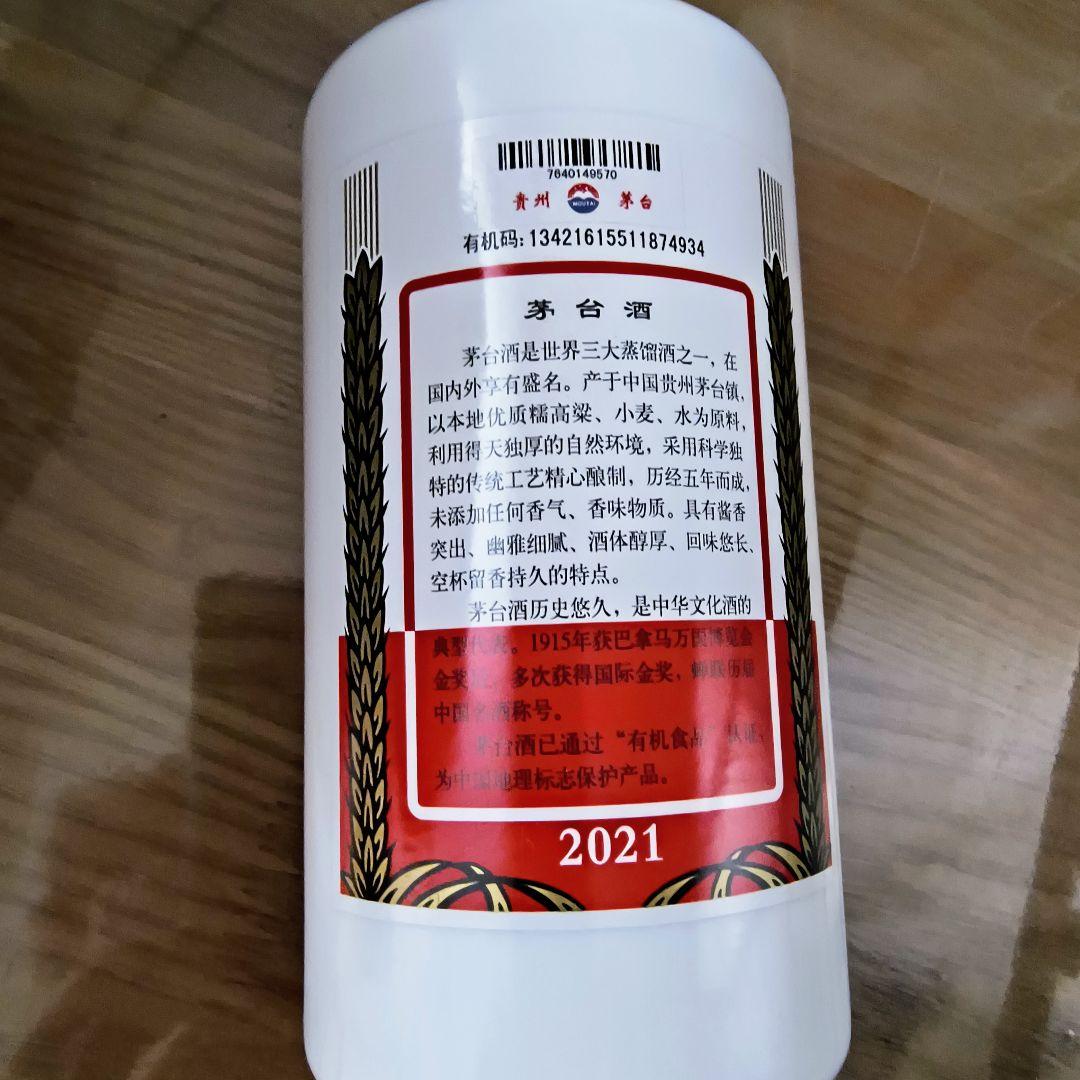 7640149570
贵州 MOUTAI 茅台
有机码:13421615511874934
茅台酒
茅台酒是世界三大蒸馏酒之一，在
国内外享有盛名。产于中国贵州茅台镇，
以本地优质糯高粱、小麦、水为原料，
利用得天独厚的自然环境，采用科学独
特的传统工艺精心酿制，历经五年而成，
未添加任何香气、香味物质。具有酱香
突出、幽雅细腻、酒体醇厚、回味悠长、
空杯留香持久的特点。
茅台酒历史悠久，是中华文化酒的
典型代表。1915年获巴拿马万国博览会
金奖，多次获得国际金奖，蝉联历届
中国名酒称号。
茅台酒已通过“有机食品”认证，
为中国地理标志保护产品。
2021